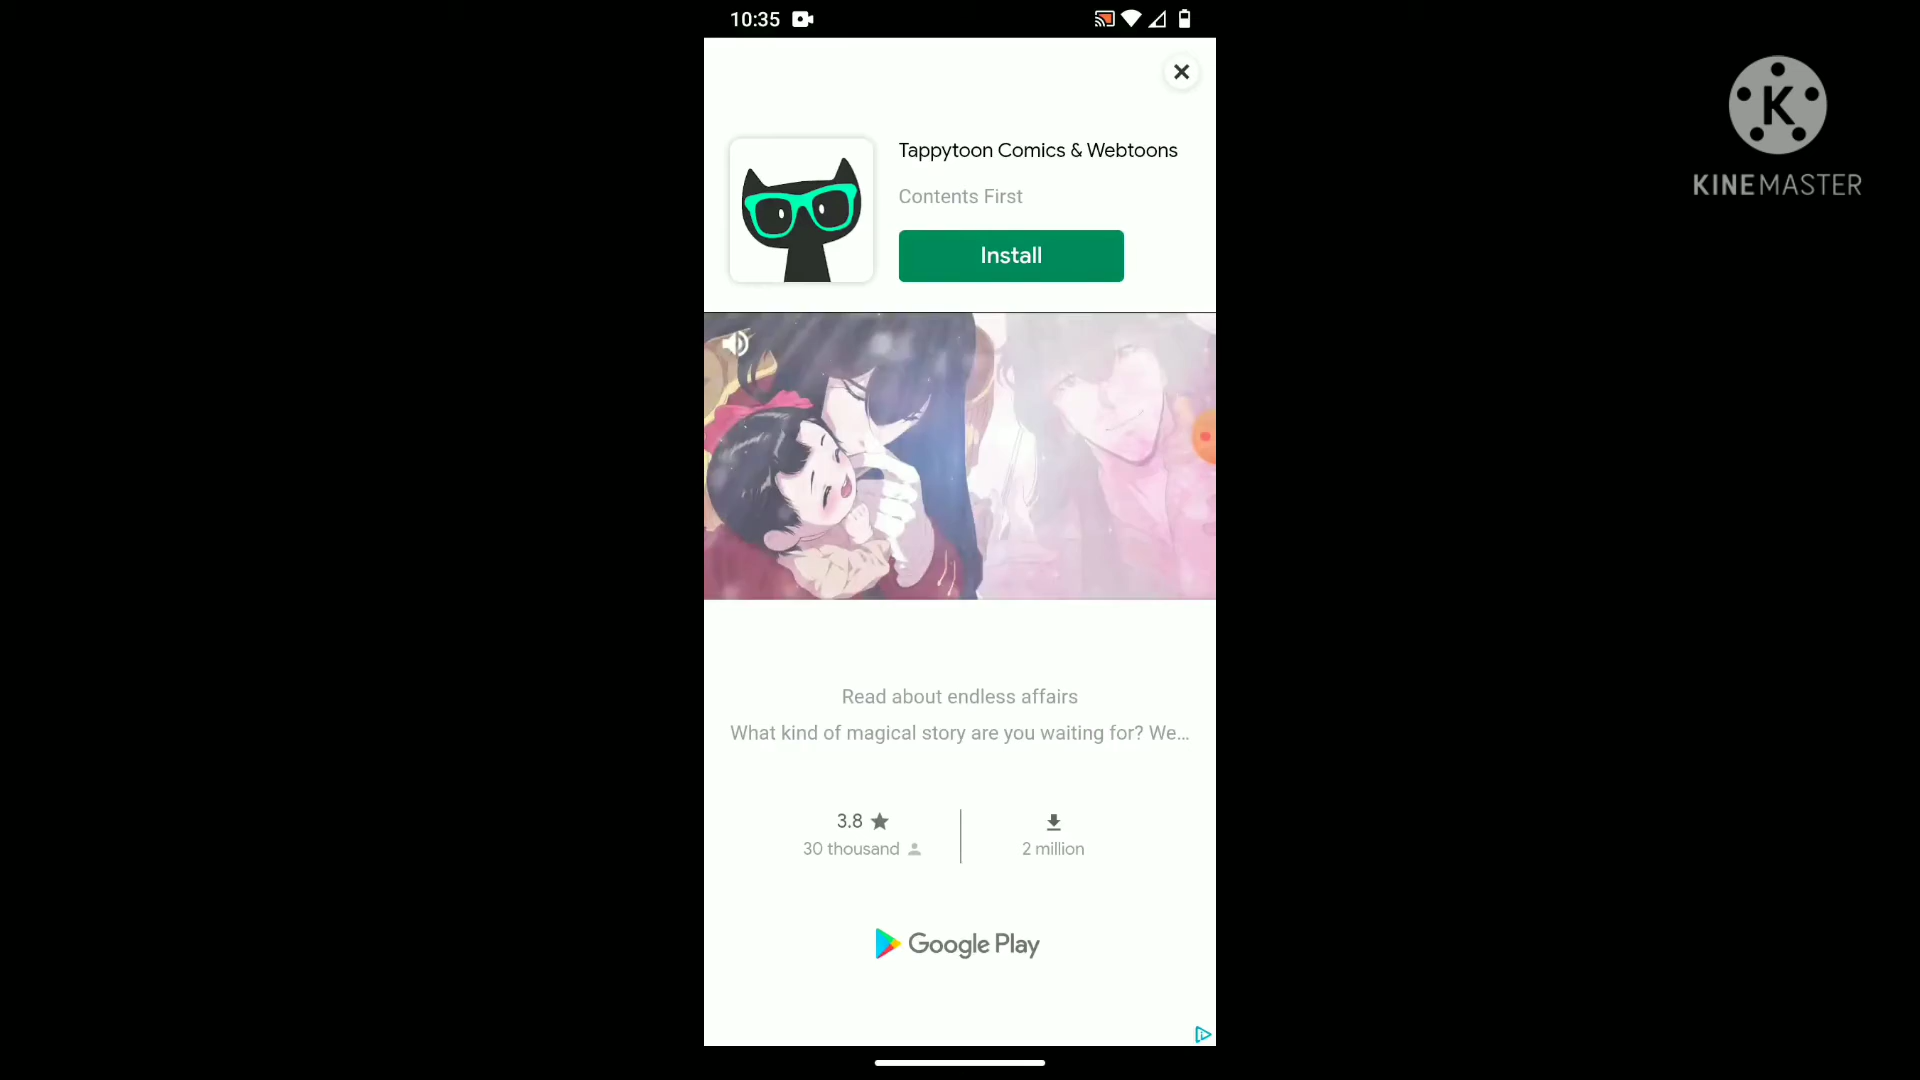 10:35
K
KINEMASTER
Tappytoon Comics & Webtoons
Contents First
Install
Read about endless affairs
What kind of magical story are you waiting for? We...
3.8
30 thousand
2 million
Google Play